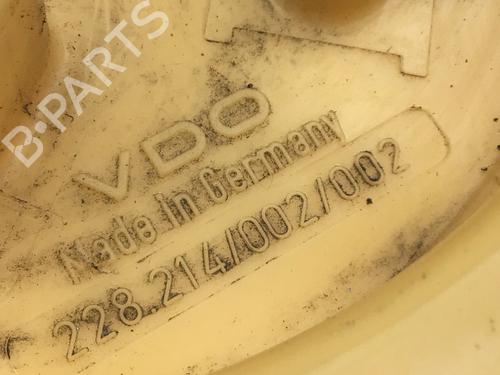 B-PARTS
VDO
Made in Germany
228.214/002/002